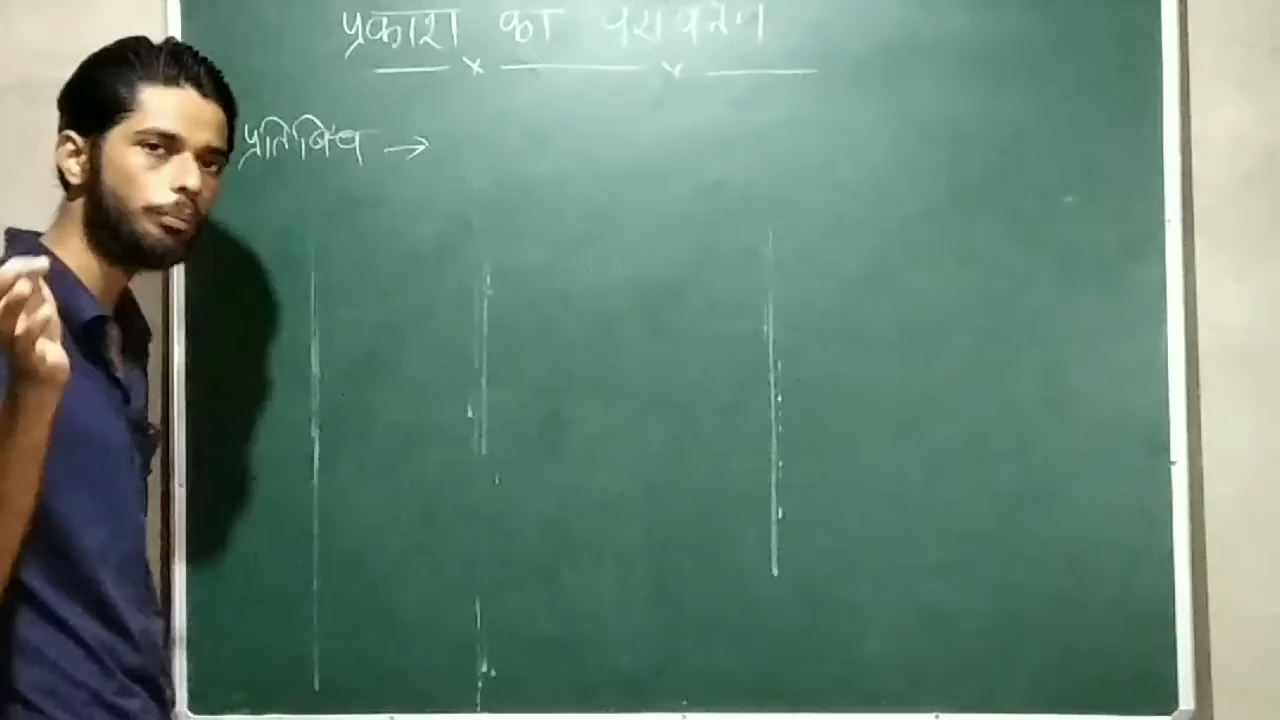 प्रकाश का परावर्तन
प्रतिबिंब →